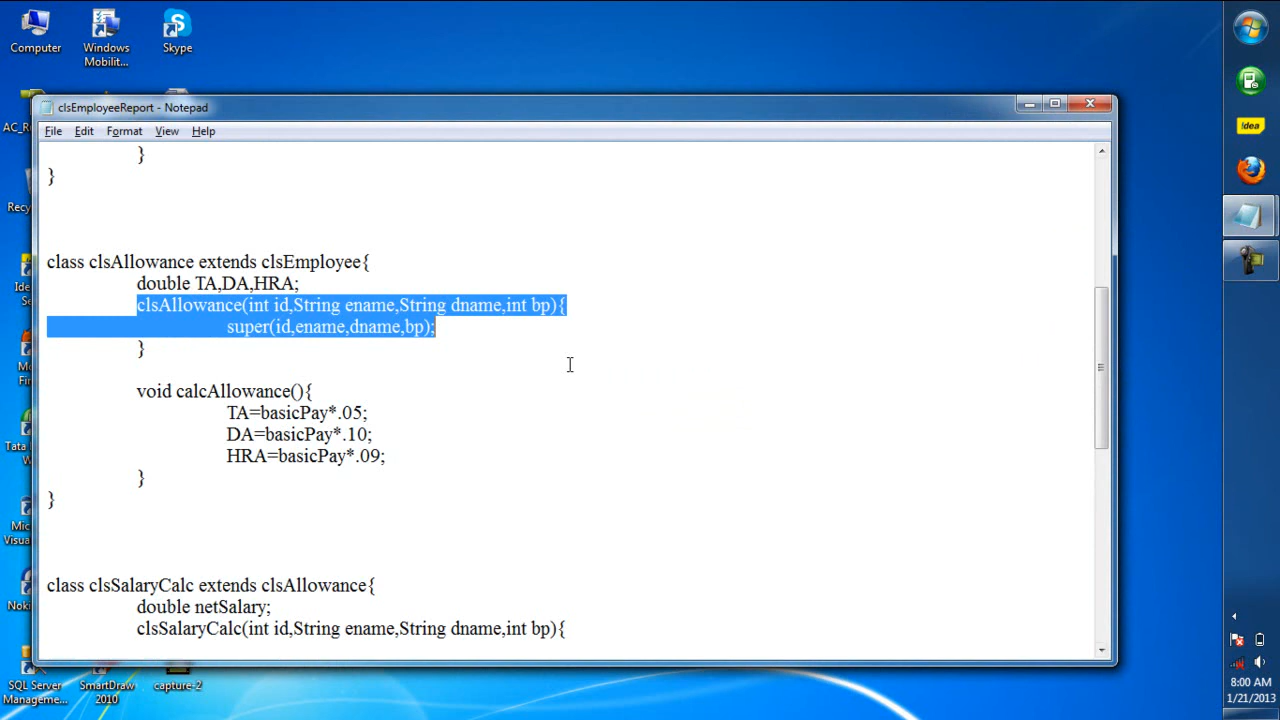 Computer
Windows
Mobilit...
Skype
clsEmployeeReport - Notepad
File Edit Format View Help
}
}
class clsAllowance extends clsEmployee{
double TA,DA,HRA;
clsAllowance(int id,String ename,String dname,int bp){
super(id,ename,dname,bp);
}
void calcAllowance(){
TA=basicPay*.05;
DA=basicPay*.10;
HRA=basicPay*.09;
}
}
class clsSalaryCalc extends clsAllowance{
double netSalary;
clsSalaryCalc(int id,String ename,String dname,int bp){
SQL Server
Manageme...
SmartDraw
2010
capture-2
!dea
8:00 AM
1/21/2013